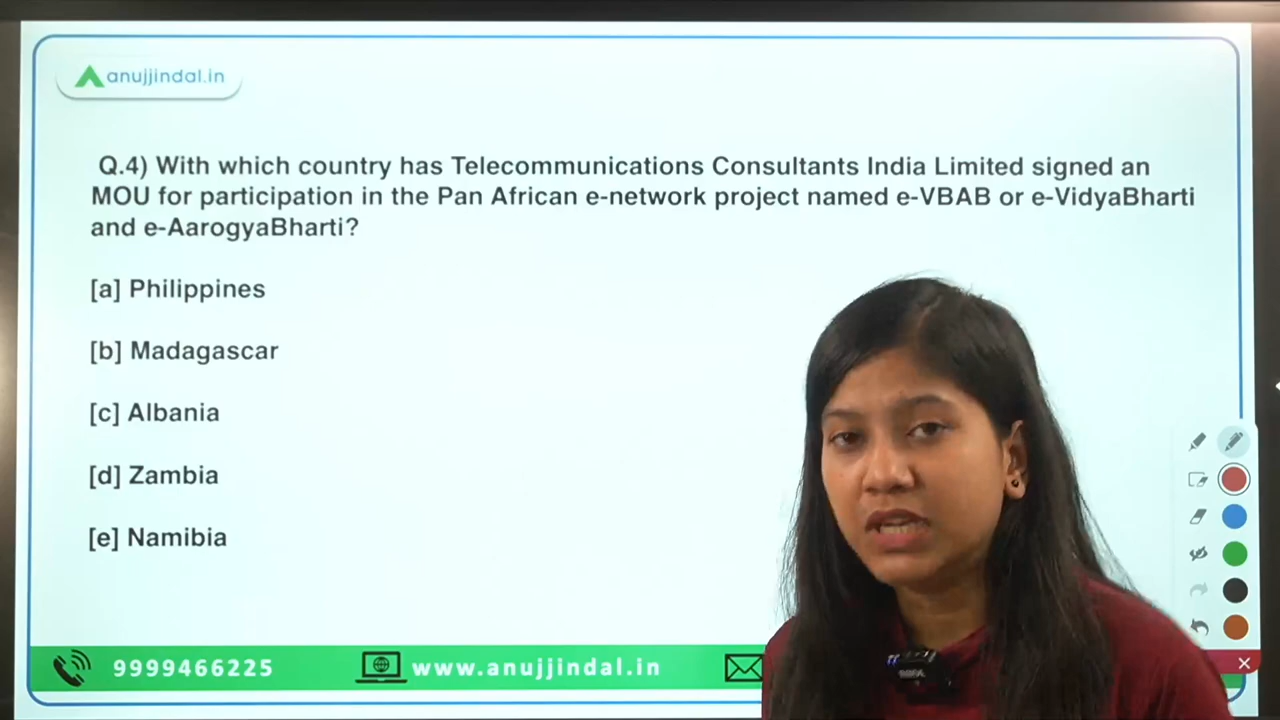 anujjindal.in
Q.4) With which country has Telecommunications Consultants India Limited signed an
MOU for participation in the Pan African e-network project named e-VBAB or e-VidyaBharti
and e-AarogyaBharti?
[a] Philippines
[b] Madagascar
[c] Albania
[d] Zambia
[e] Namibia
9999466225 www.anujjindal.in